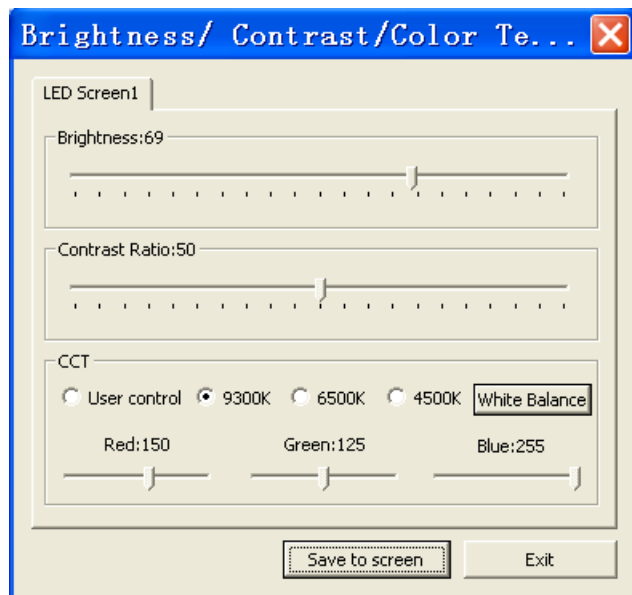 Brightness/ Contrast/Color Te...
LED Screen1
Brightness:69
Contrast Ratio:50
CCT
User control 9300K 6500K 4500K White Balance
Red:150 Green:125 Blue:255
Save to screen Exit